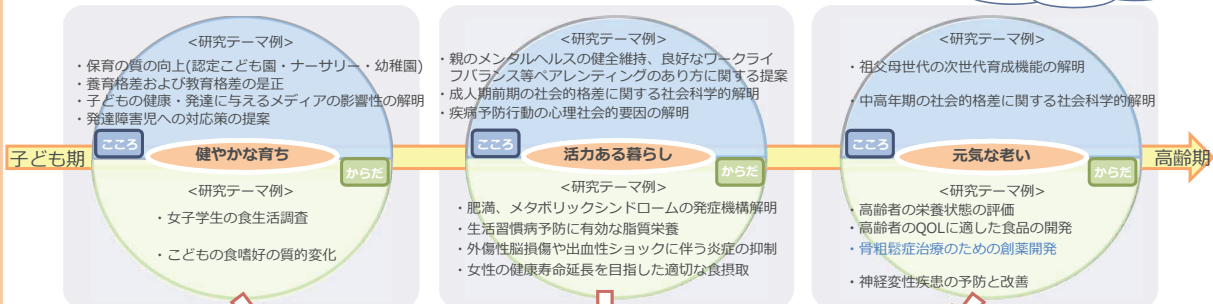 <研究テーマ例>
・保育の質の向上(認定こども園・ナーサリー・幼稚園)
・養育格差および教育格差の是正
・子どもの健康・発達に与えるメディアの影響性の解明
・発達障害児への対応策の提案
こころ
健やかな育ち
からだ
<研究テーマ例>
・女子学生の食生活調査
・こどもの食嗜好の質的変化
<研究テーマ例>
・親のメンタルヘルスの健全維持、良好なワークライ
フバランス等ペアレンティングのあり方に関する提案
・成人期前期の社会的格差に関する社会科学的解明
・疾病予防行動の心理社会的要因の解明
こころ
活力ある暮らし
からだ
<研究テーマ例>
・肥満、メタボリックシンドロームの発症機構解明
・生活習慣病予防に有効な脂質栄養
・外傷性脳損傷や出血性ショックに伴う炎症の抑制
・女性の健康寿命延長を目指した適切な食摂取
<研究テーマ例>
・祖父母世代の次世代育成機能の解明
・中高年期の社会的格差に関する社会科学的解明
こころ
元気な老い
からだ
<研究テーマ例>
・高齢者の栄養状態の評価
・高齢者のQOLに適した食品の開発
・骨粗鬆症治療のための創薬開発
・神経変性疾患の予防と改善
子ども期
高齢期